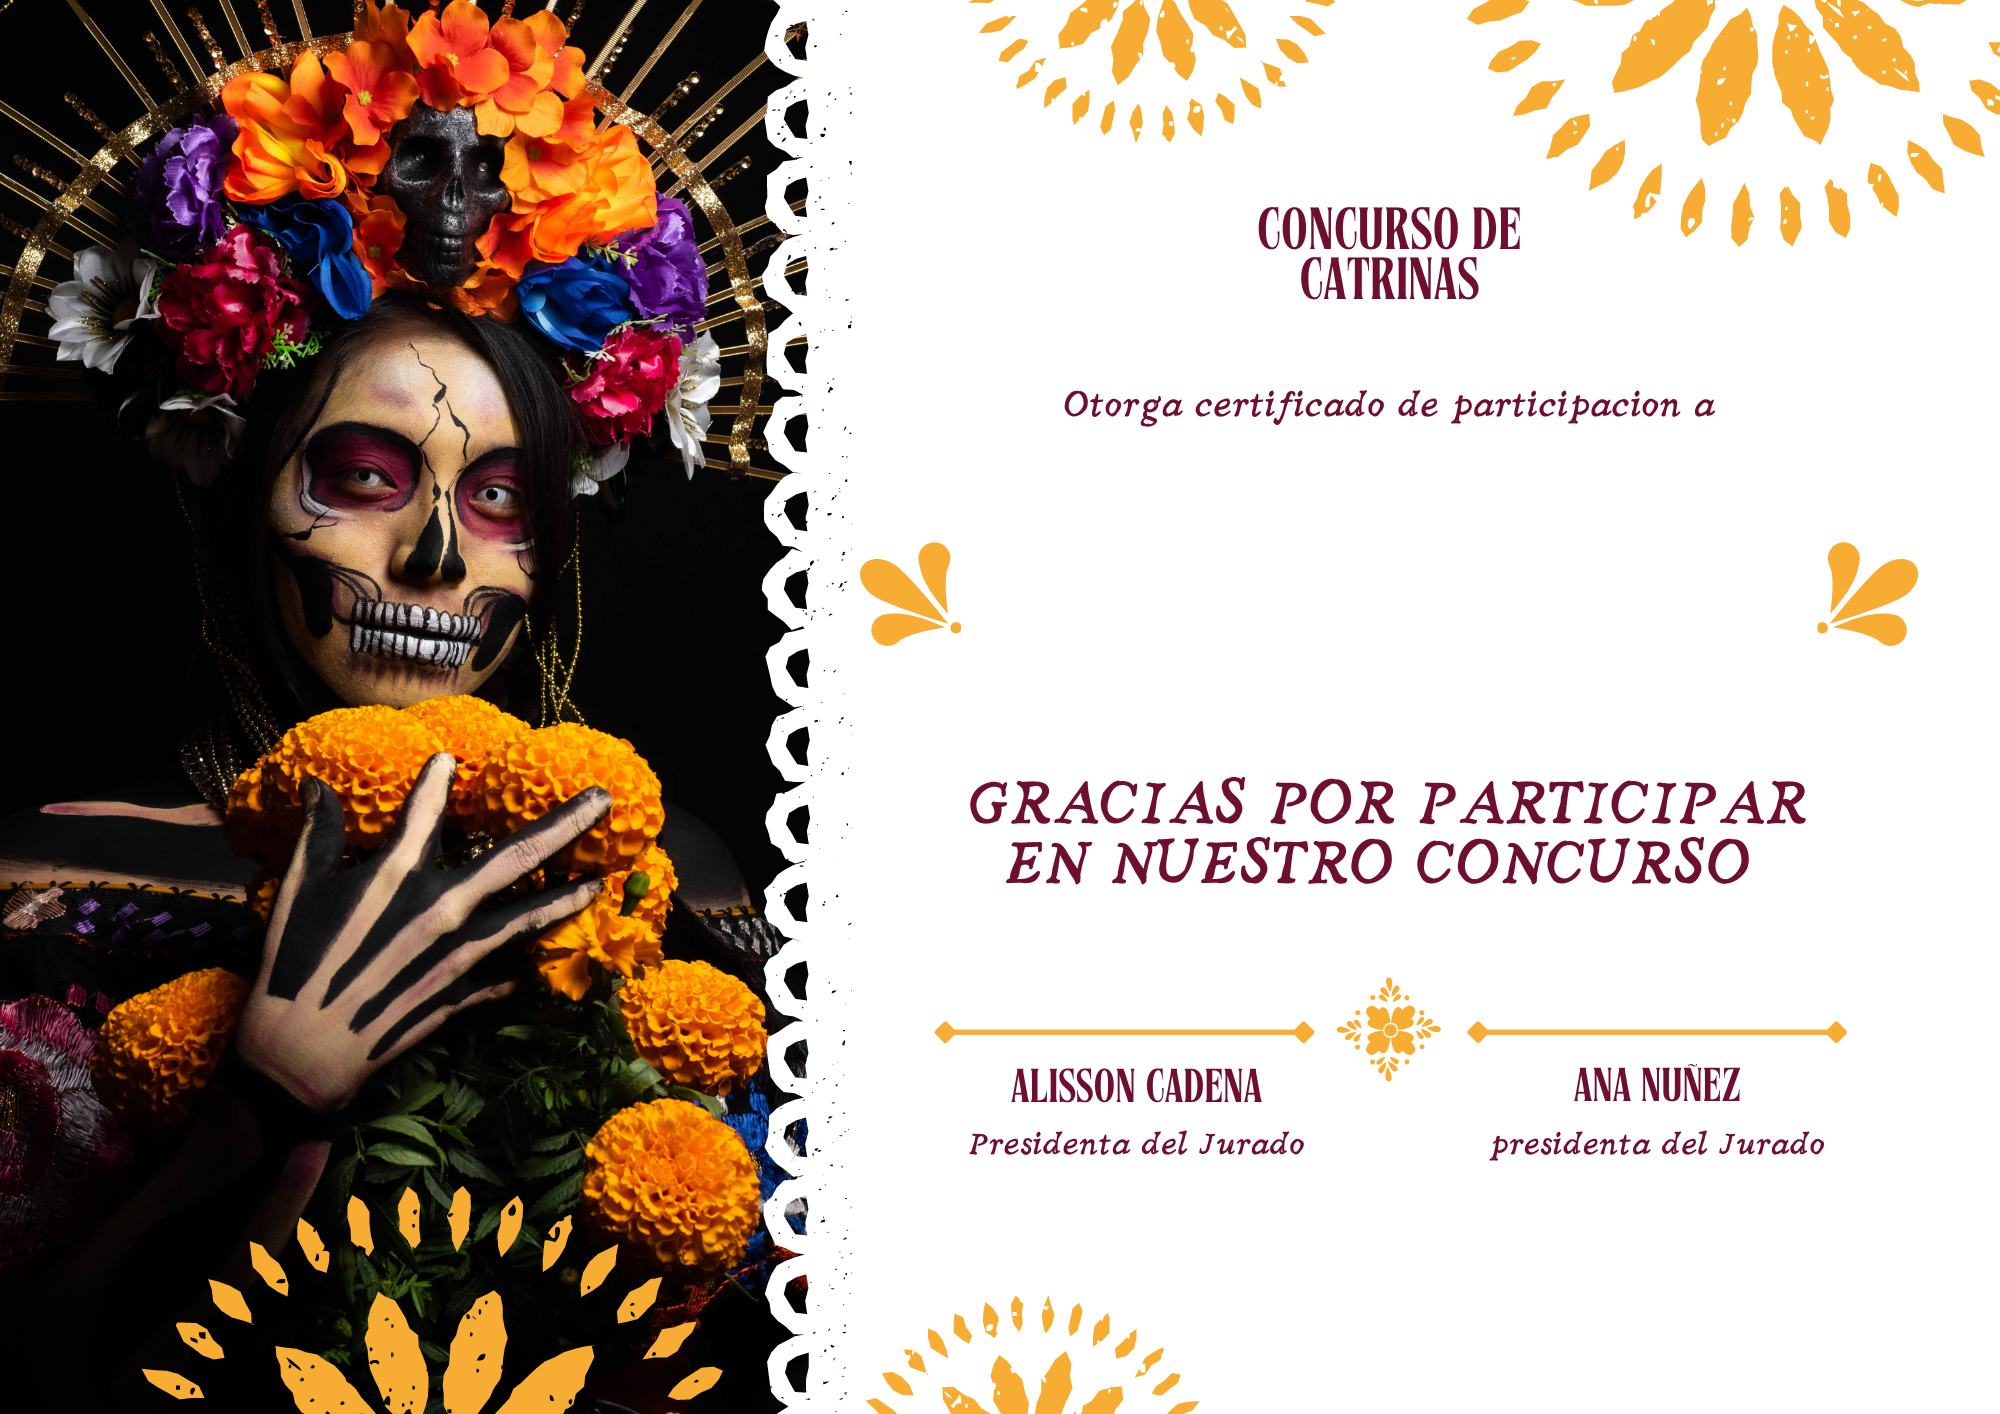 CONCURSO DE
CATRINAS
Otorga certificado de participacion a
GRACIAS POR PARTICIPAR
EN NUESTRO CONCURSO
ALISSON CADENA
ANA NUÑEZ
Presidenta del Jurado
presidenta del Jurado